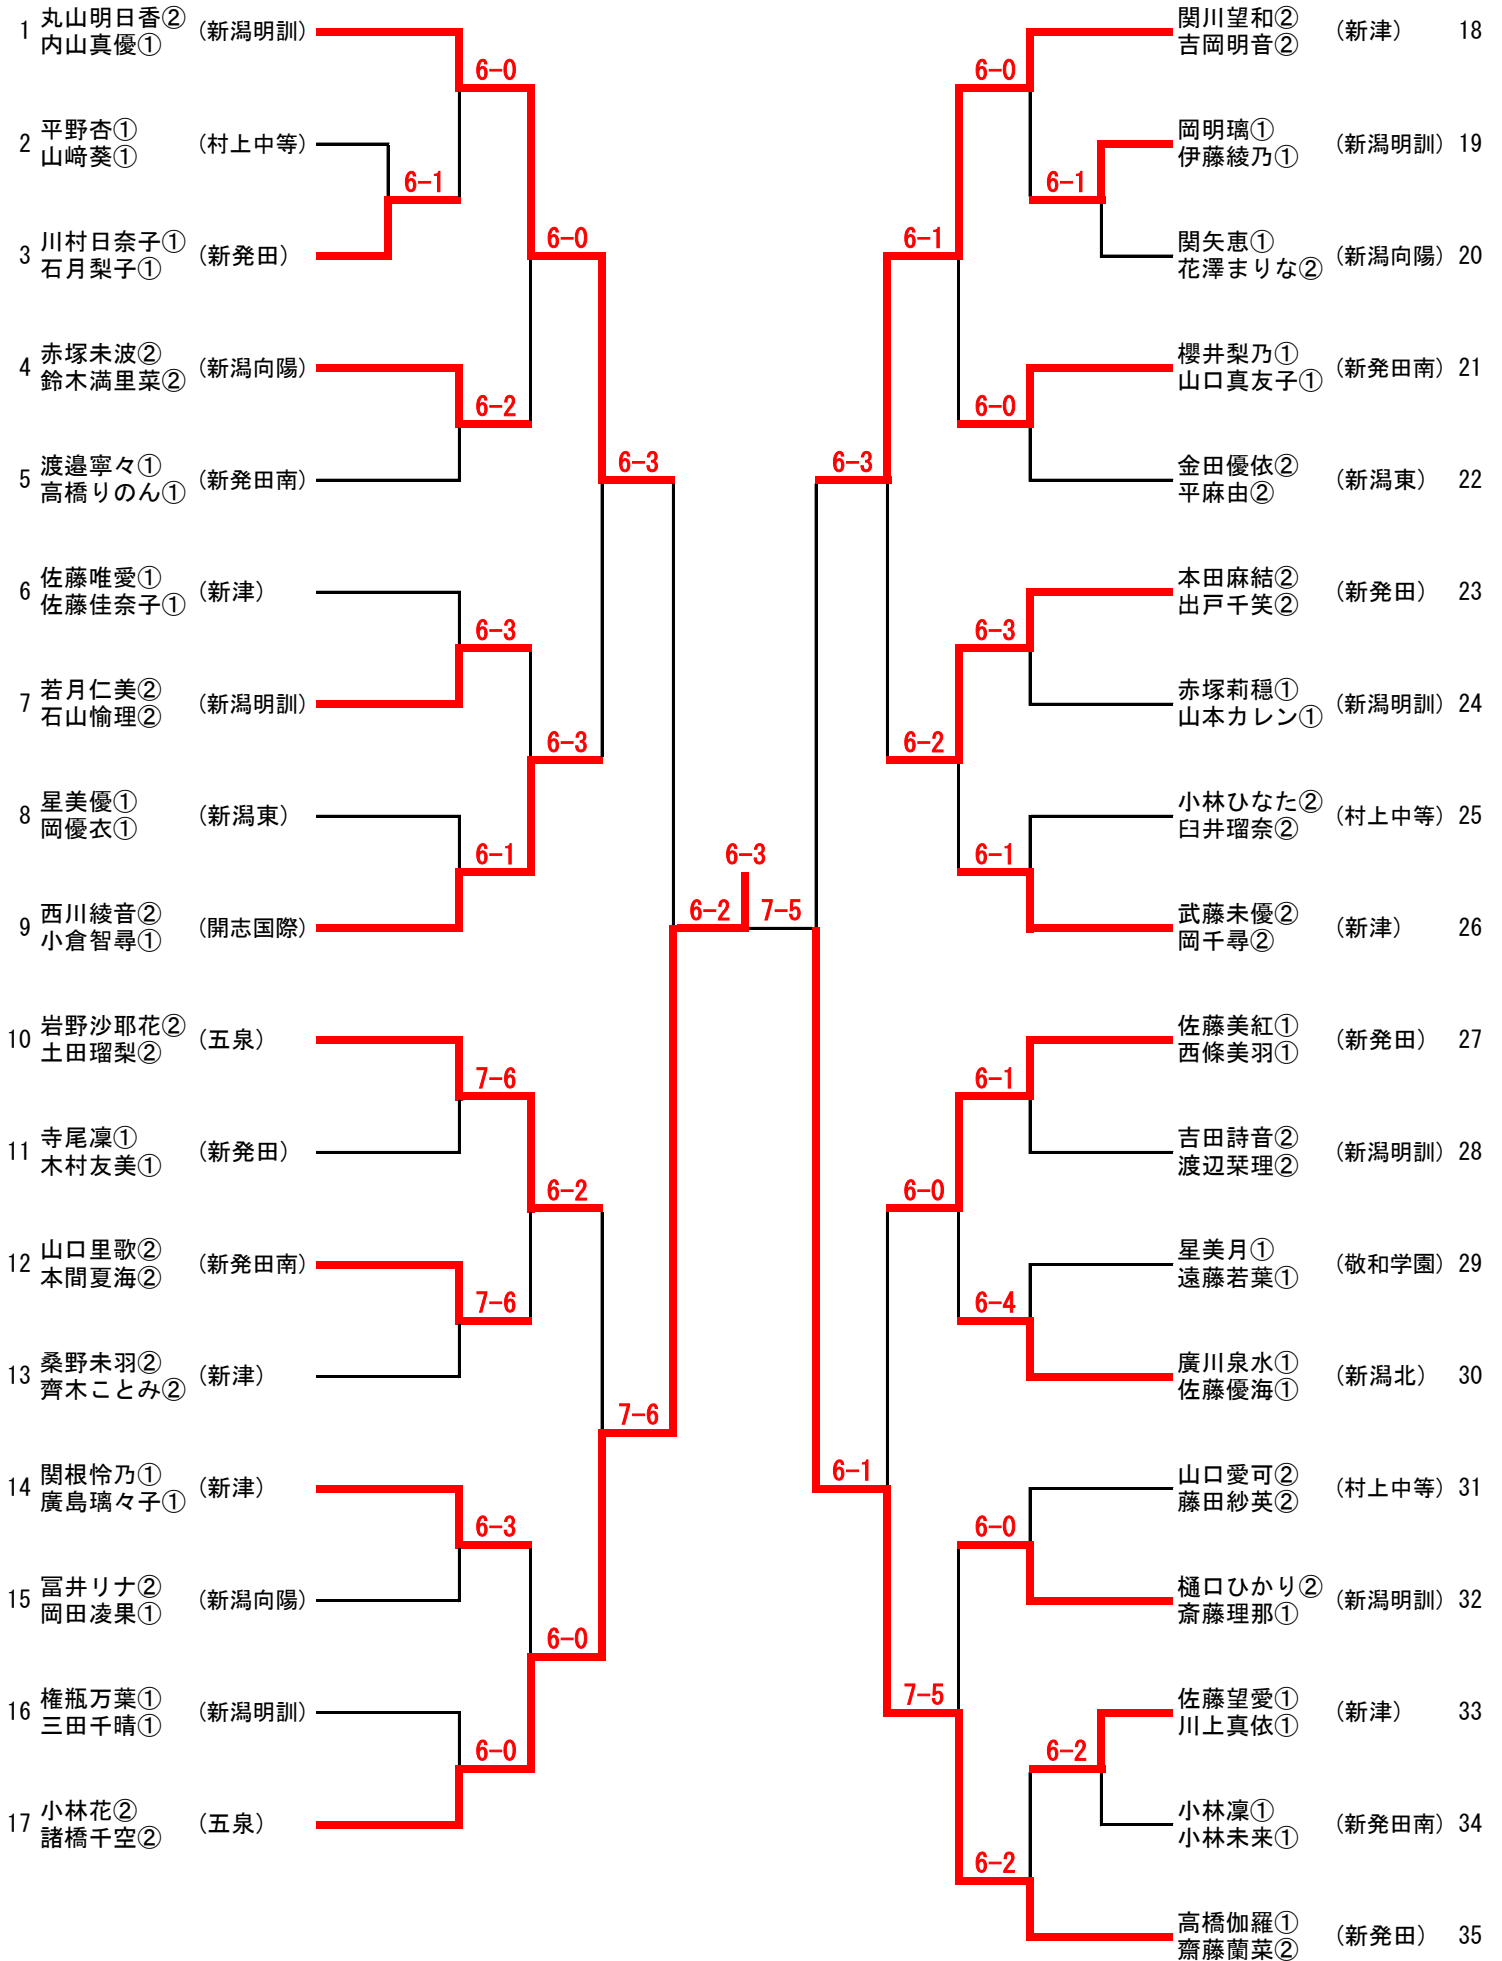 1 丸山明日香② (新潟明訓)
内山真優①
6-0
2 平野杏① (村上中等)
山﨑葵①
6-1
3 川村日奈子① (新発田)
石月梨子①
6-0
4 赤塚未波② (新潟向陽)
鈴木満里菜②
6-2
5 渡邉寧々① (新発田南)
高橋りのん①
6-3
6 佐藤唯愛① (新津)
佐藤佳奈子①
6-3
7 若月仁美② (新潟明訓)
石山愉理②
6-3
8 星美優① (新潟東)
岡優衣①
6-1
9 西川綾音② (開志国際)
小倉智尋①
6-2
10 岩野沙耶花② (五泉)
土田瑠梨②
7-6
11 寺尾凜① (新発田)
木村友美①
6-2
12 山口里歌② (新発田南)
本間夏海②
7-6
13 桑野未羽② (新津)
齊木ことみ②
7-6
14 関根怜乃① (新津)
廣島璃々子①
6-3
15 冨井リナ② (新潟向陽)
岡田凌果①
6-0
16 権瓶万葉① (新潟明訓)
三田千晴①
6-0
17 小林花② (五泉)
諸橋千空②
6-3
関川望和② (新津) 18
吉岡明音②
6-0
岡明璃① (新潟明訓) 19
伊藤綾乃①
6-1
関矢恵① (新潟向陽) 20
花澤まりな②
6-1
櫻井梨乃① (新発田南) 21
山口真友子①
6-0
金田優依② (新潟東) 22
平麻由②
6-3
本田麻結② (新発田) 23
出戸千笑②
6-3
赤塚莉穏① (新潟明訓) 24
山本カレン①
6-2
小林ひなた② (村上中等) 25
臼井瑠奈②
6-1
武藤未優② (新津) 26
岡千尋②
7-5
佐藤美紅① (新発田) 27
西條美羽①
6-1
吉田詩音② (新潟明訓) 28
渡辺栞理②
6-0
星美月① (敬和学園) 29
遠藤若葉①
6-4
廣川泉水① (新潟北) 30
佐藤優海①
6-1
山口愛可② (村上中等) 31
藤田紗英②
6-0
樋口ひかり② (新潟明訓) 32
斎藤理那①
7-5
佐藤望愛① (新津) 33
川上真依①
6-2
小林凜① (新発田南) 34
小林未来①
6-2
高橋伽羅① (新発田) 35
齋藤蘭菜②